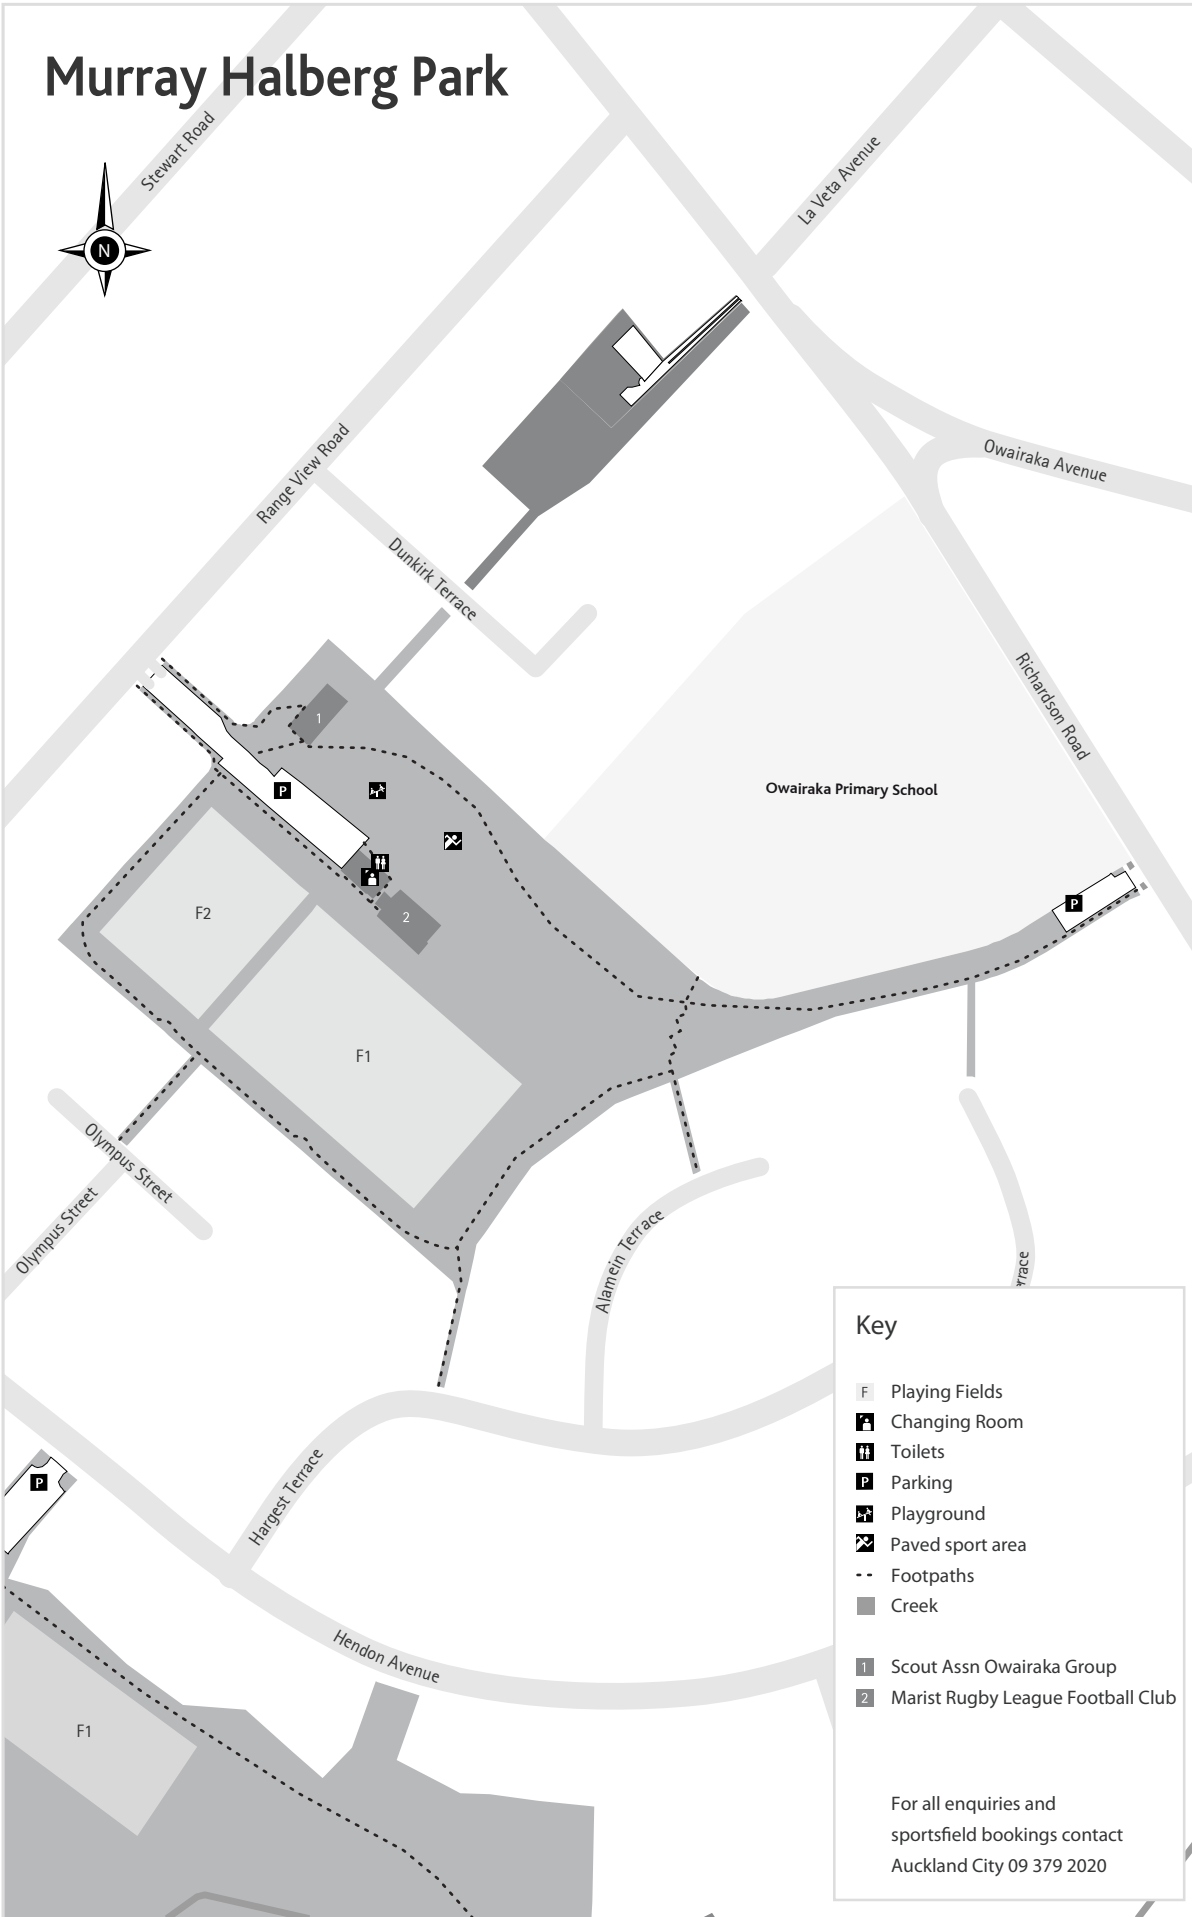 Murray Halberg Park
Stewart Road
La Veta Avenue
N
Range View Road
Owairaka Avenue
Dunkirk Terrace
Richardson Road
1
P
Owairaka Primary School
2
P
F2
F1
Olympus Street
Olympus Street
Alamein Terrace
errace
Hargest Terrace
P
Hendon Avenue
F1
Key
F Playing Fields
Changing Room
Toilets
P Parking
Playground
Paved sport area
Footpaths
Creek
1 Scout Assn Owairaka Group
2 Marist Rugby League Football Club
For all enquiries and
sportsfield bookings contact
Auckland City 09 379 2020